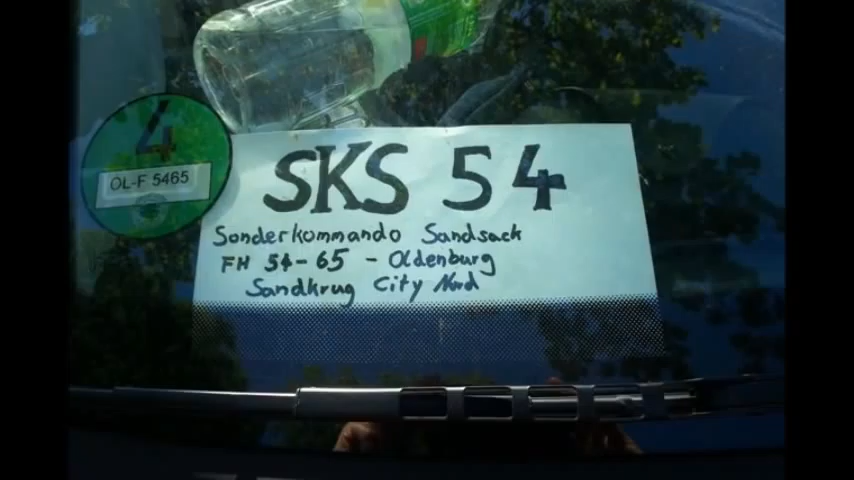 4
OL-F 5465
SKS 54
Sonderkommando Sandsack
FH 54-65 - Oldenburg
Sandkrug City Nord